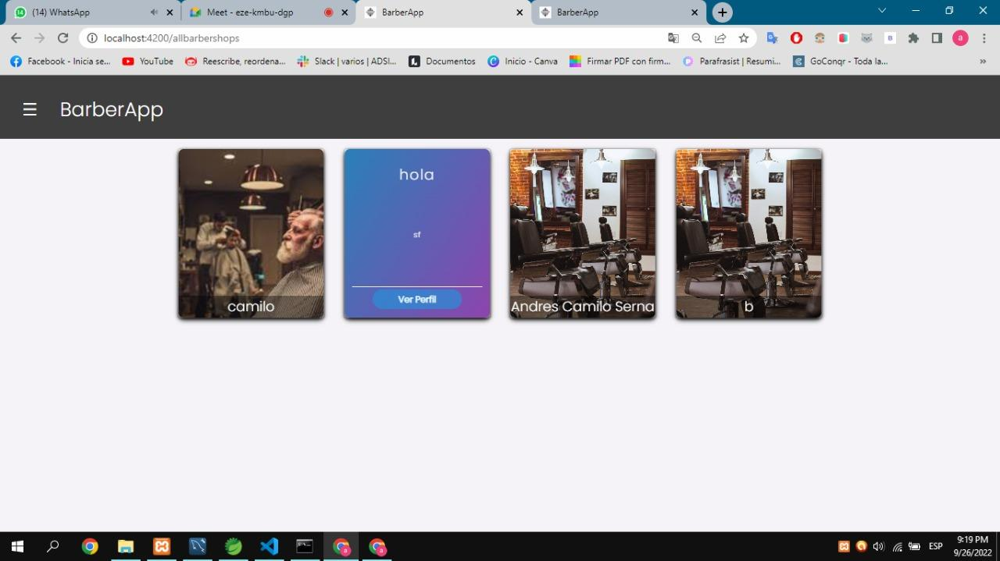 (14) WhatsApp
Meet - eze-kmbu-dgp
BarberApp
BarberApp
localhost:4200/allbarbershops
Facebook - Inicia se...
YouTube
Reescribe, reordena...
Slack | varios | ADSI...
Documentos
Inicio - Canva
Firmar PDF con firm...
Parafrasist | Resumi...
GoConqr - Toda la...
»
BarberApp
camilo
hola
sf
Ver Perfil
Andres Camilo Serna
b
ESP
9:19 PM
9/26/2022